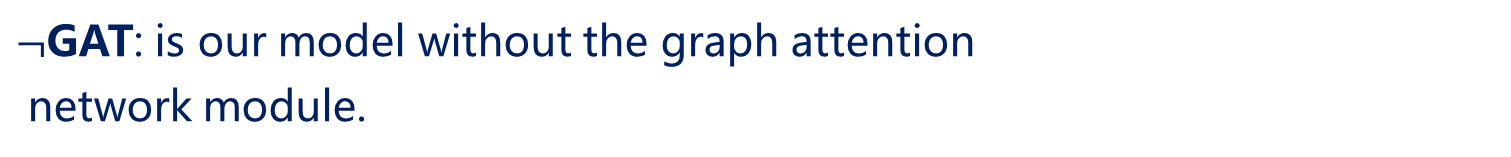 ¬GAT: is our model without the graph attention
network module.